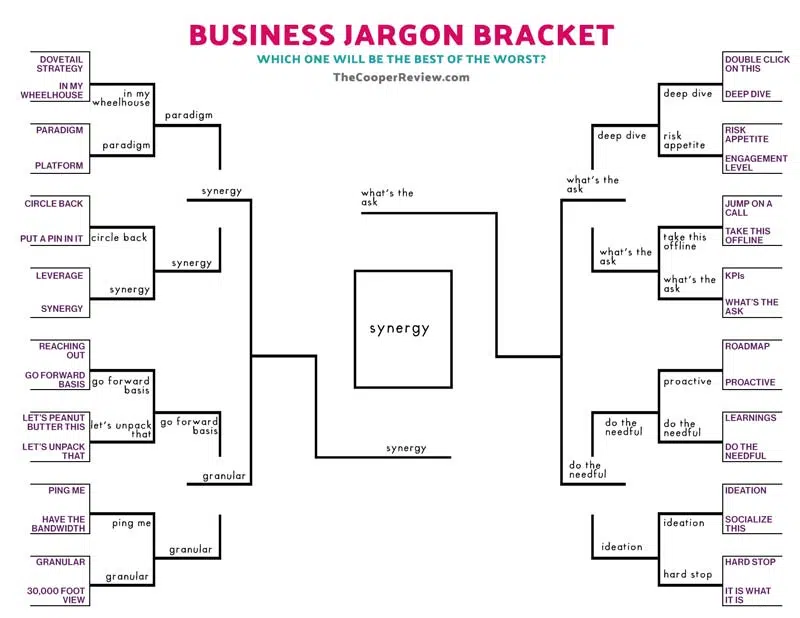 BUSINESS JARGON BRACKET
WHICH ONE WILL BE THE BEST OF THE WORST?
TheCooperReview.com
DOVETAIL
STRATEGY
IN MY
WHEELHOUSE
PARADIGM
PLATFORM
CIRCLE BACK
PUT A PIN IN IT
LEVERAGE
SYNERGY
REACHING
OUT
GO FORWARD
BASIS
LET'S PEANUT
BUTTER THIS
LET'S UNPACK
THAT
PING ME
HAVE THE
BANDWIDTH
GRANULAR
30,000 FOOT
VIEW
in my
wheelhouse
paradigm
circle back
synergy
go forward
basis
let's unpack
that
ping me
granular
paradigm
synergy
go forward
basis
granular
synergy
granular
synergy
synergy
what's the
ask
what's the
ask
do the
needful
deep dive
what's the
ask
do the
needful
ideation
deep dive
risk
appetite
take this
offline
what's the
ask
proactive
do the
needful
ideation
hard stop
DOUBLE CLICK
ON THIS
DEEP DIVE
RISK
APPETITE
ENGAGEMENT
LEVEL
JUMP ON A
CALL
TAKE THIS
OFFLINE
KPIs
WHAT'S THE
ASK
ROADMAP
PROACTIVE
LEARNINGS
DO THE
NEEDFUL
IDEATION
SOCIALIZE
THIS
HARD STOP
IT IS WHAT
IT IS